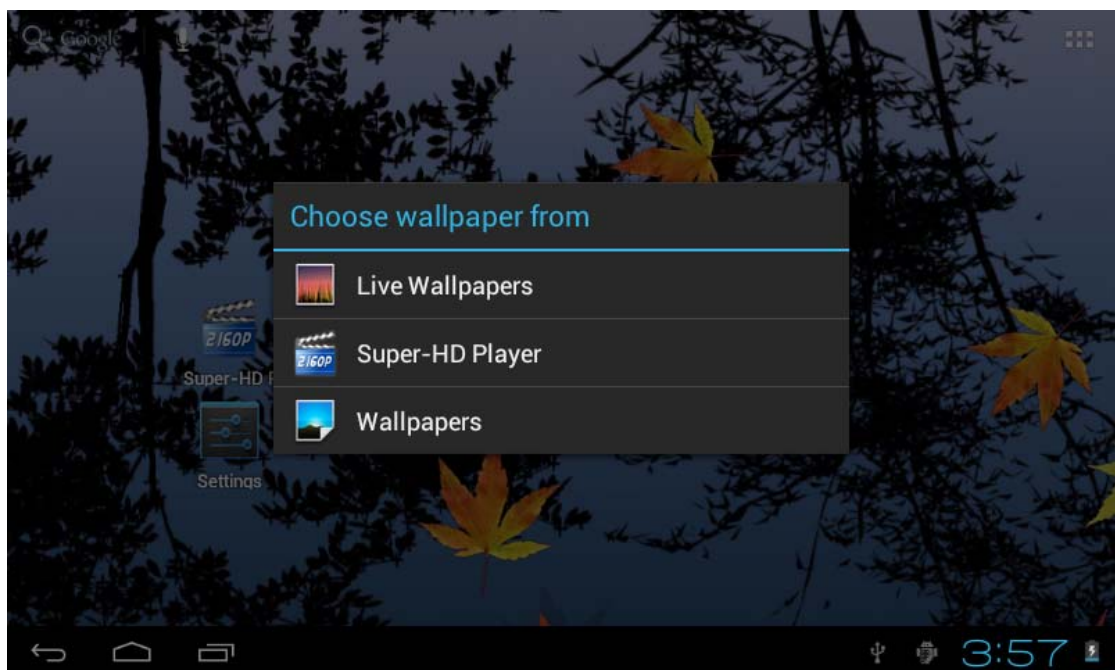 Google
Choose wallpaper from
Live Wallpapers
2160P
Super-HD Player
2160P
Super-HD P
Wallpapers
Settings
3:57